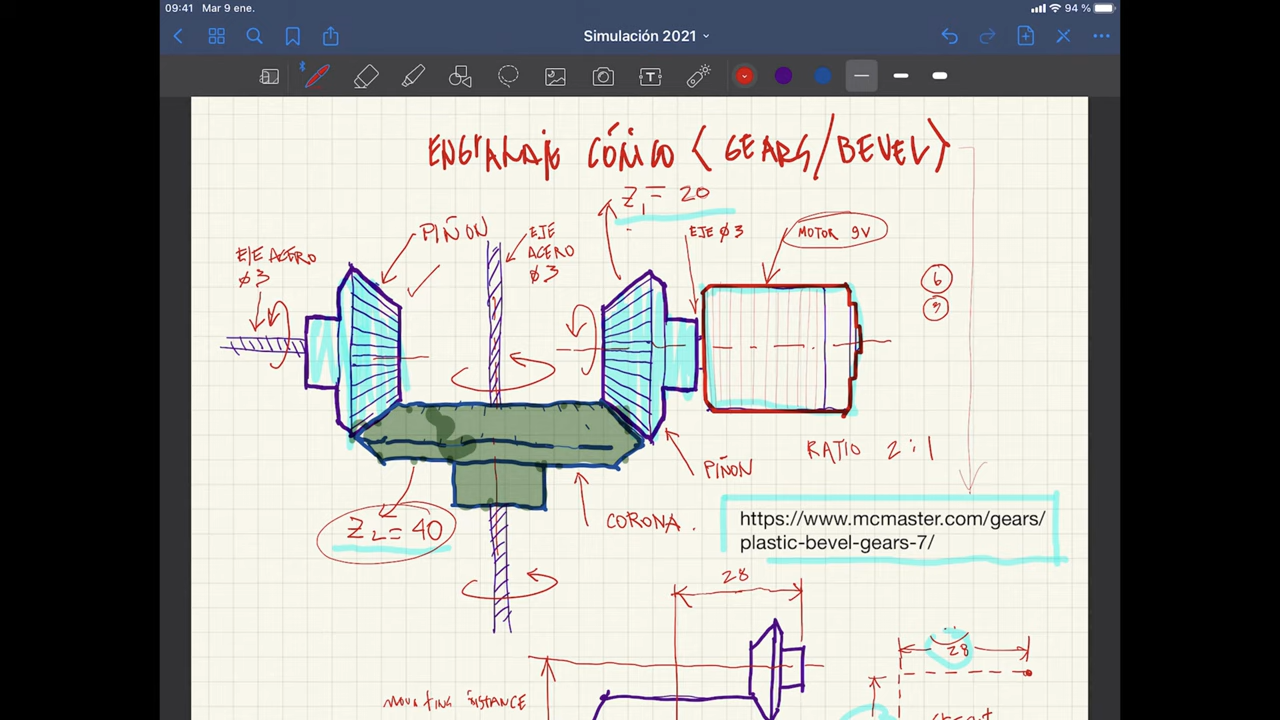 09:41 Mar 9 ene.
94 %
Simulación 2021
ENGRANAJE CÓNICO (GEARS/BEVEL)
Z1 = 20
PIÑON
EJE ACERO Ø3
EJE ACERO Ø3
EJE Ø3
MOTOR 9V
6
9
RATIO 2:1
PIÑON
CORONA.
Z2 = 40
https://www.mcmaster.com/gears/
plastic-bevel-gears-7/
28
28
MOUNTING DISTANCE